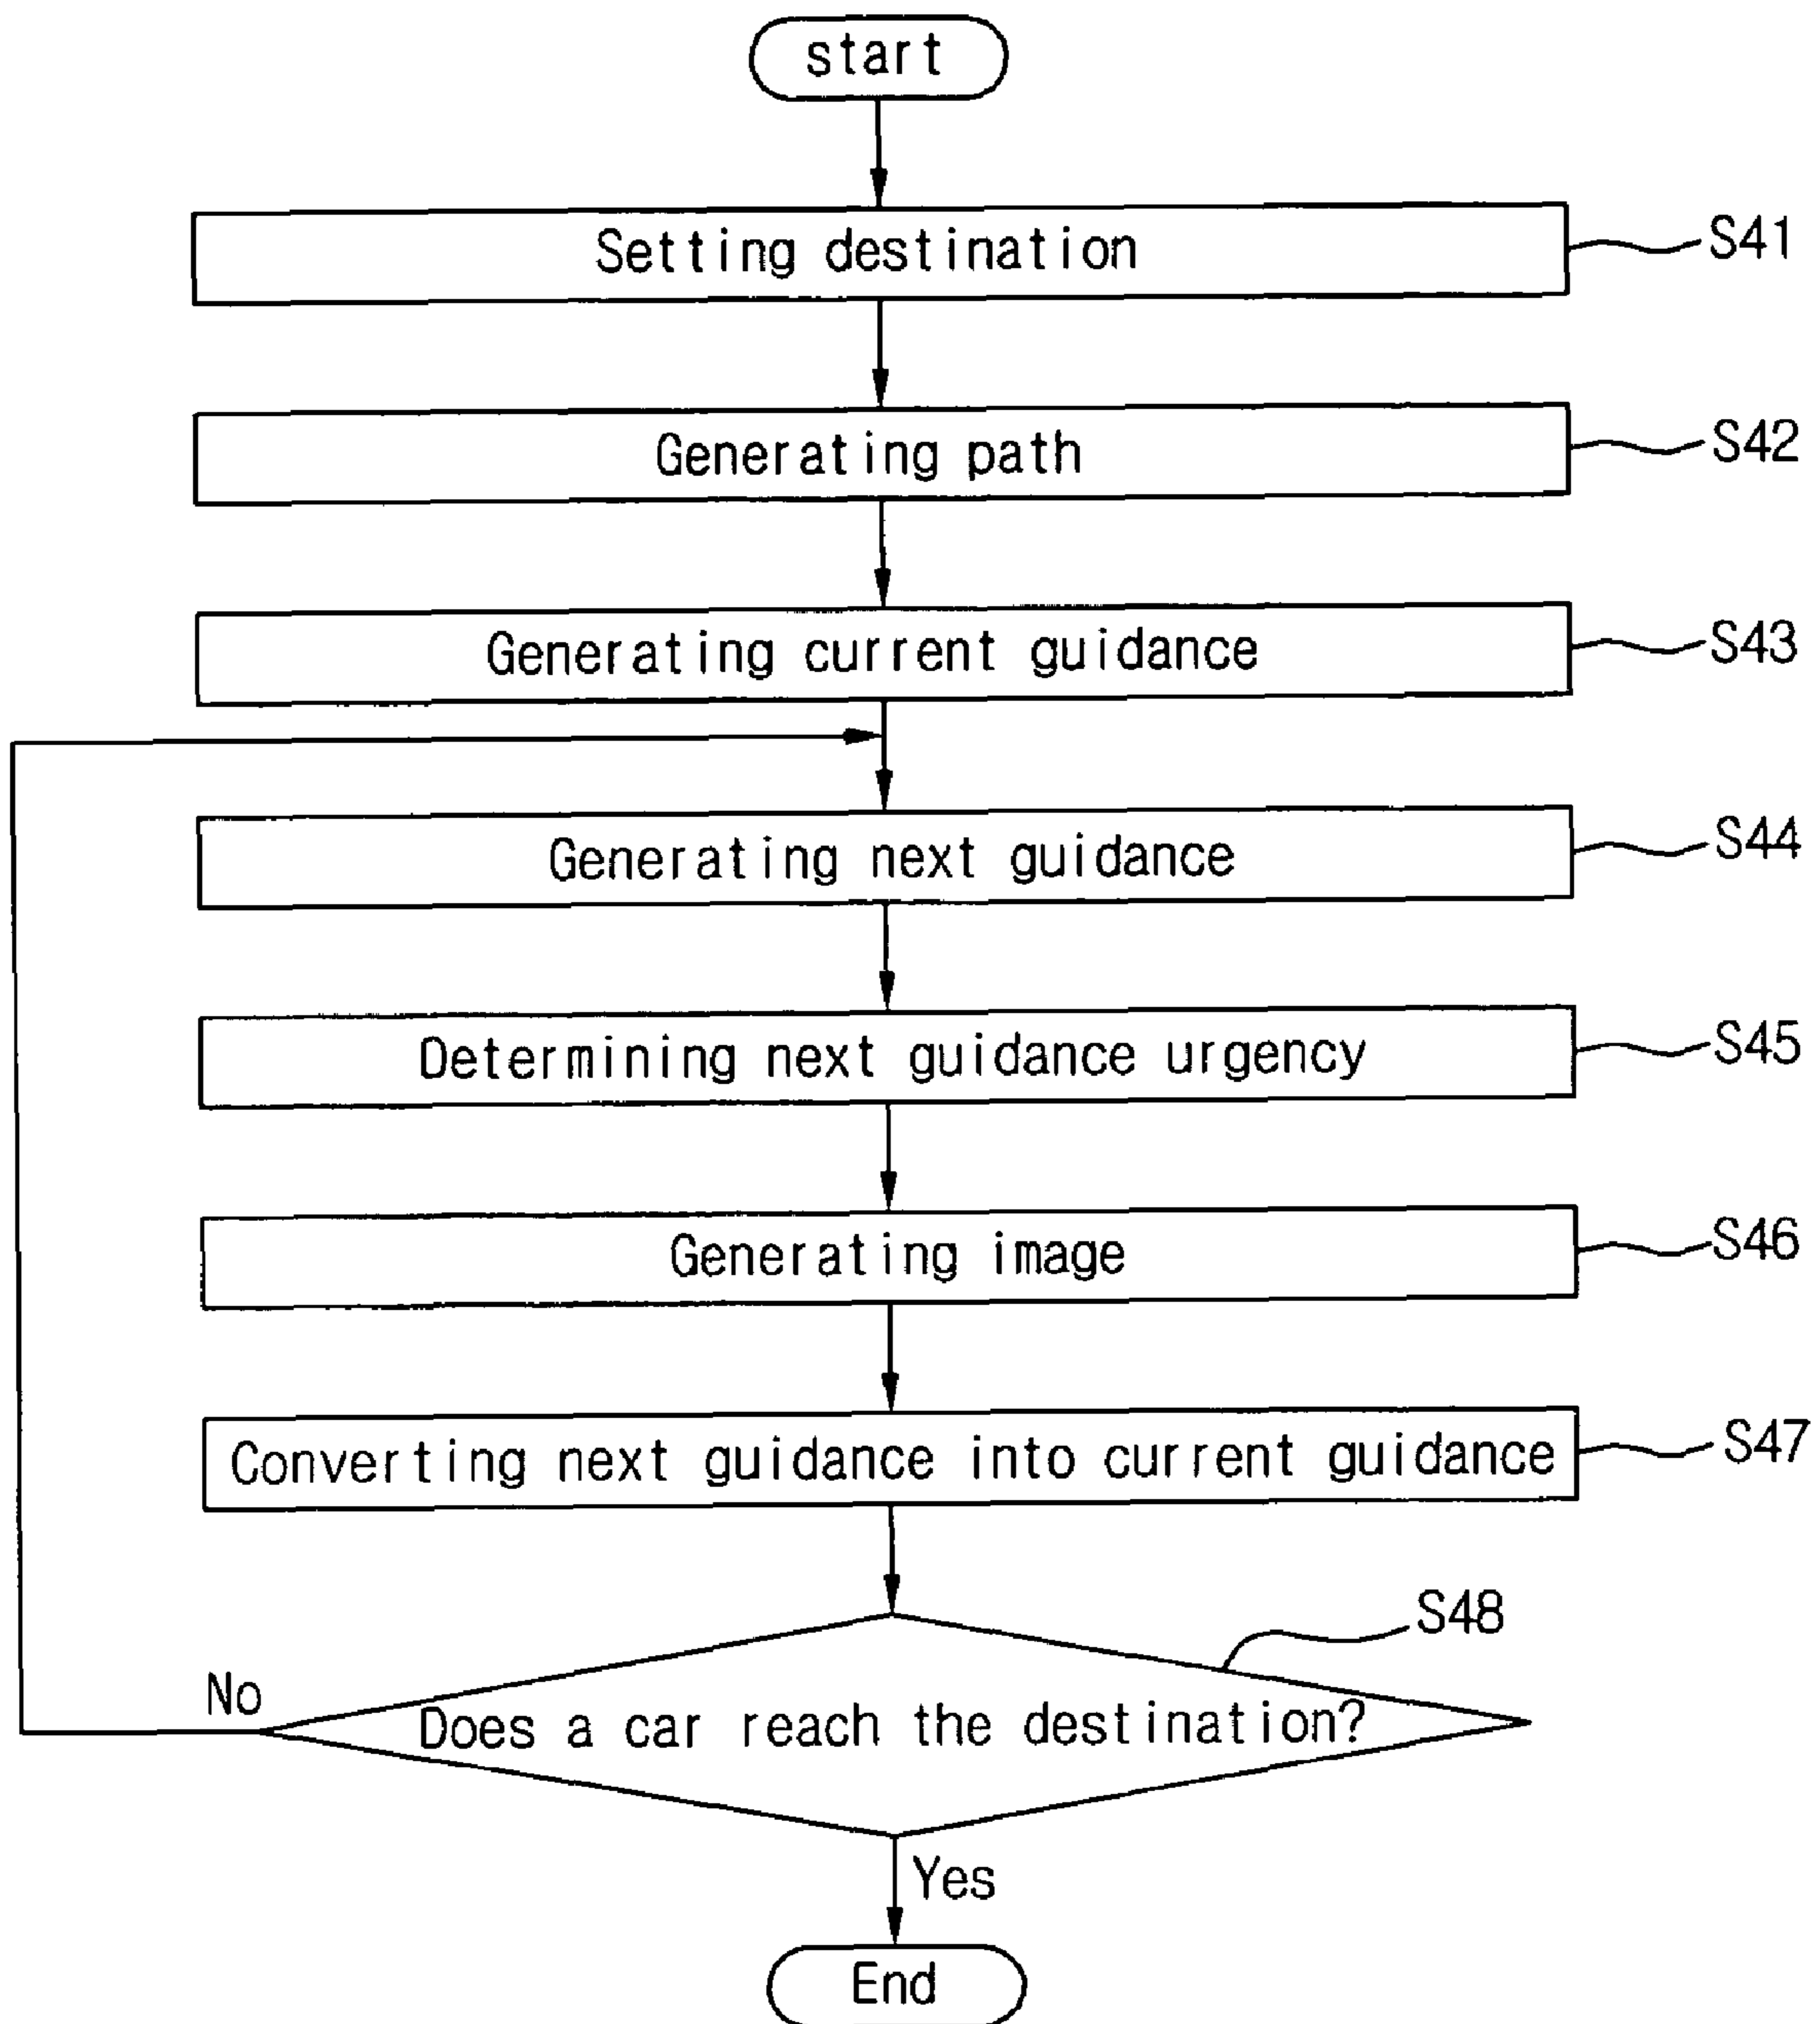 start
Setting destination
S41
Generating path
S42
Generating current guidance
S43
Generating next guidance
S44
Determining next guidance urgency
S45
Generating image
S46
Converting next guidance into current guidance
S47
S48
No
Does a car reach the destination?
Yes
End